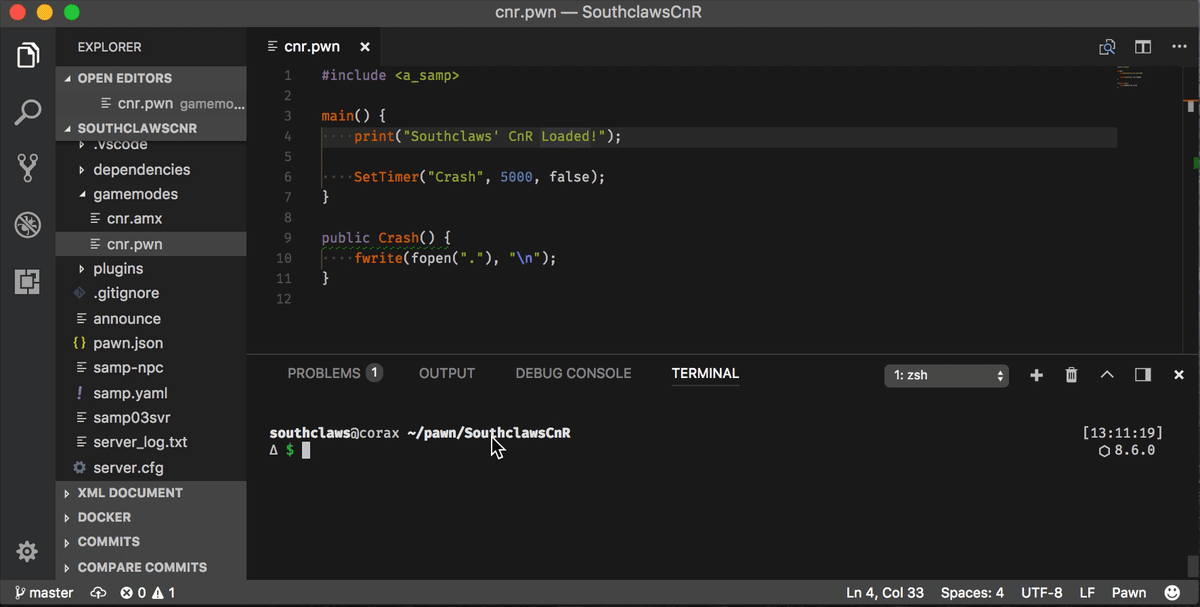 cnr.pwn — SouthclawsCnR
EXPLORER
OPEN EDITORS
cnr.pwn gamemo...
SOUTHCLAWSCNR
.vscode
dependencies
gamemodes
cnr.amx
cnr.pwn
plugins
.gitignore
announce
{} pawn.json
samp-npc
! samp.yaml
samp03svr
server_log.txt
server.cfg
XML DOCUMENT
DOCKER
COMMITS
COMPARE COMMITS
cnr.pwn ×
1 #include <a_samp>
2
3 main() {
4 ····print("Southclaws' CnR Loaded!");
5
6 ····SetTimer("Crash", 5000, false);
7 }
8
9 public Crash() {
10 ····fwrite(fopen("."), "\n");
11 }
12
PROBLEMS 1 OUTPUT DEBUG CONSOLE TERMINAL 1: zsh
southclaws@corax ~/pawn/SouthclawsCnR [13:11:19]
Δ $ 8.6.0
master 0 1 Ln 4, Col 33 Spaces: 4 UTF-8 LF Pawn